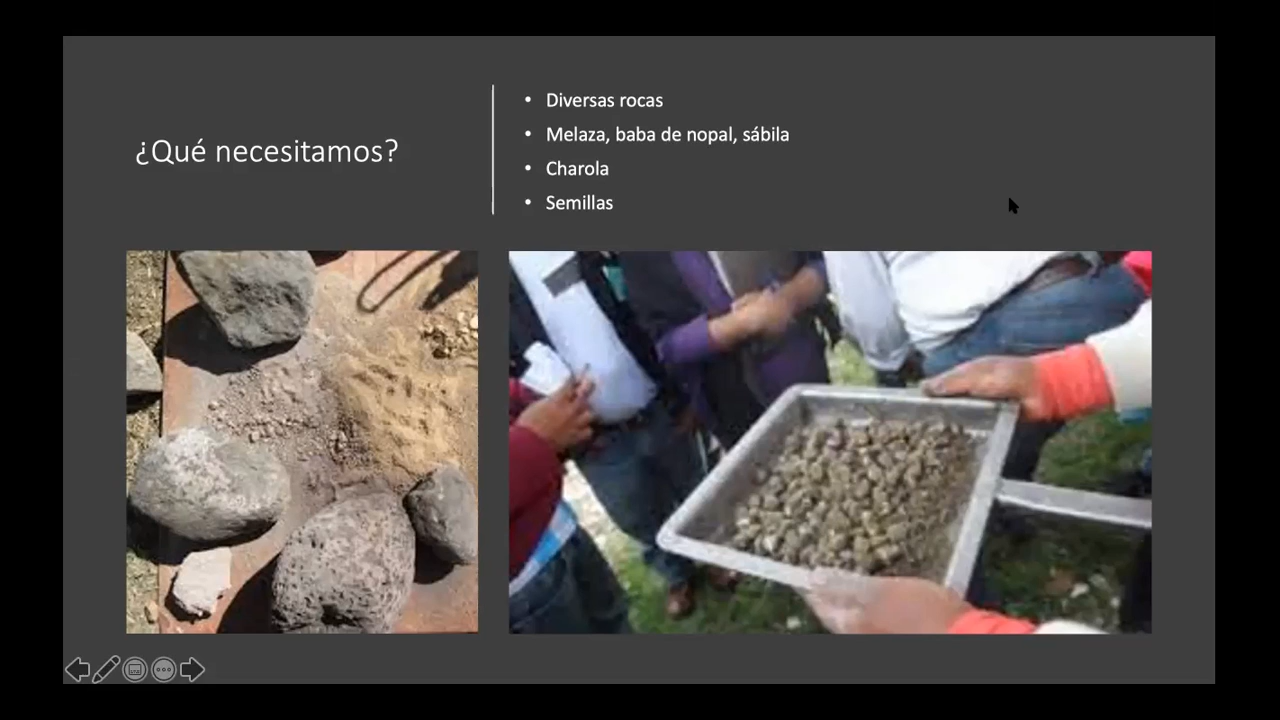 ¿Qué necesitamos?
• Diversas rocas
• Melaza, baba de nopal, sábila
• Charola
• Semillas